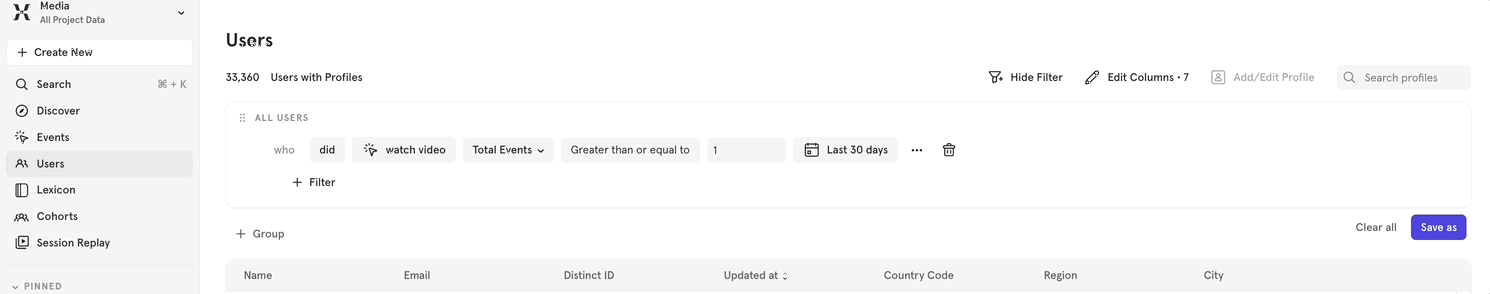 Media
All Project Data
Create New
Search ⌘ + K
Discover
Events
Users
Lexicon
Cohorts
Session Replay
PINNED
Users
33,360 Users with Profiles
Hide Filter Edit Columns • 7 Add/Edit Profile Search profiles
ALL USERS
who did watch video Total Events Greater than or equal to 1 Last 30 days
+ Filter
+ Group
Clear all Save as
Name Email Distinct ID Updated at Country Code Region City